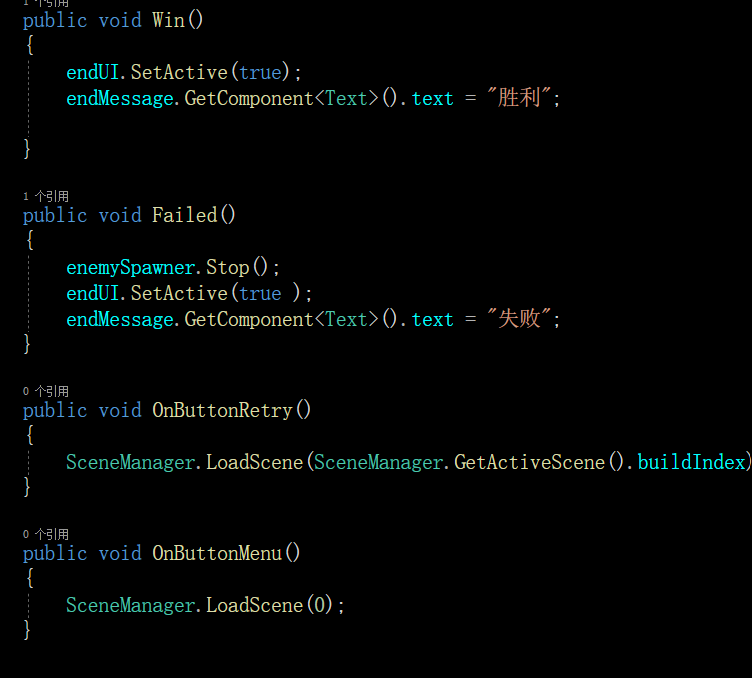 1 个引用
public void Win()
{
endUI.SetActive(true);
endMessage.GetComponent<Text>().text = "胜利";
}
1 个引用
public void Failed()
{
enemySpawner.Stop();
endUI.SetActive(true );
endMessage.GetComponent<Text>().text = "失败";
}
0 个引用
public void OnButtonRetry()
{
SceneManager.LoadScene(SceneManager.GetActiveScene().buildIndex)
}
0 个引用
public void OnButtonMenu()
{
SceneManager.LoadScene(0);
}